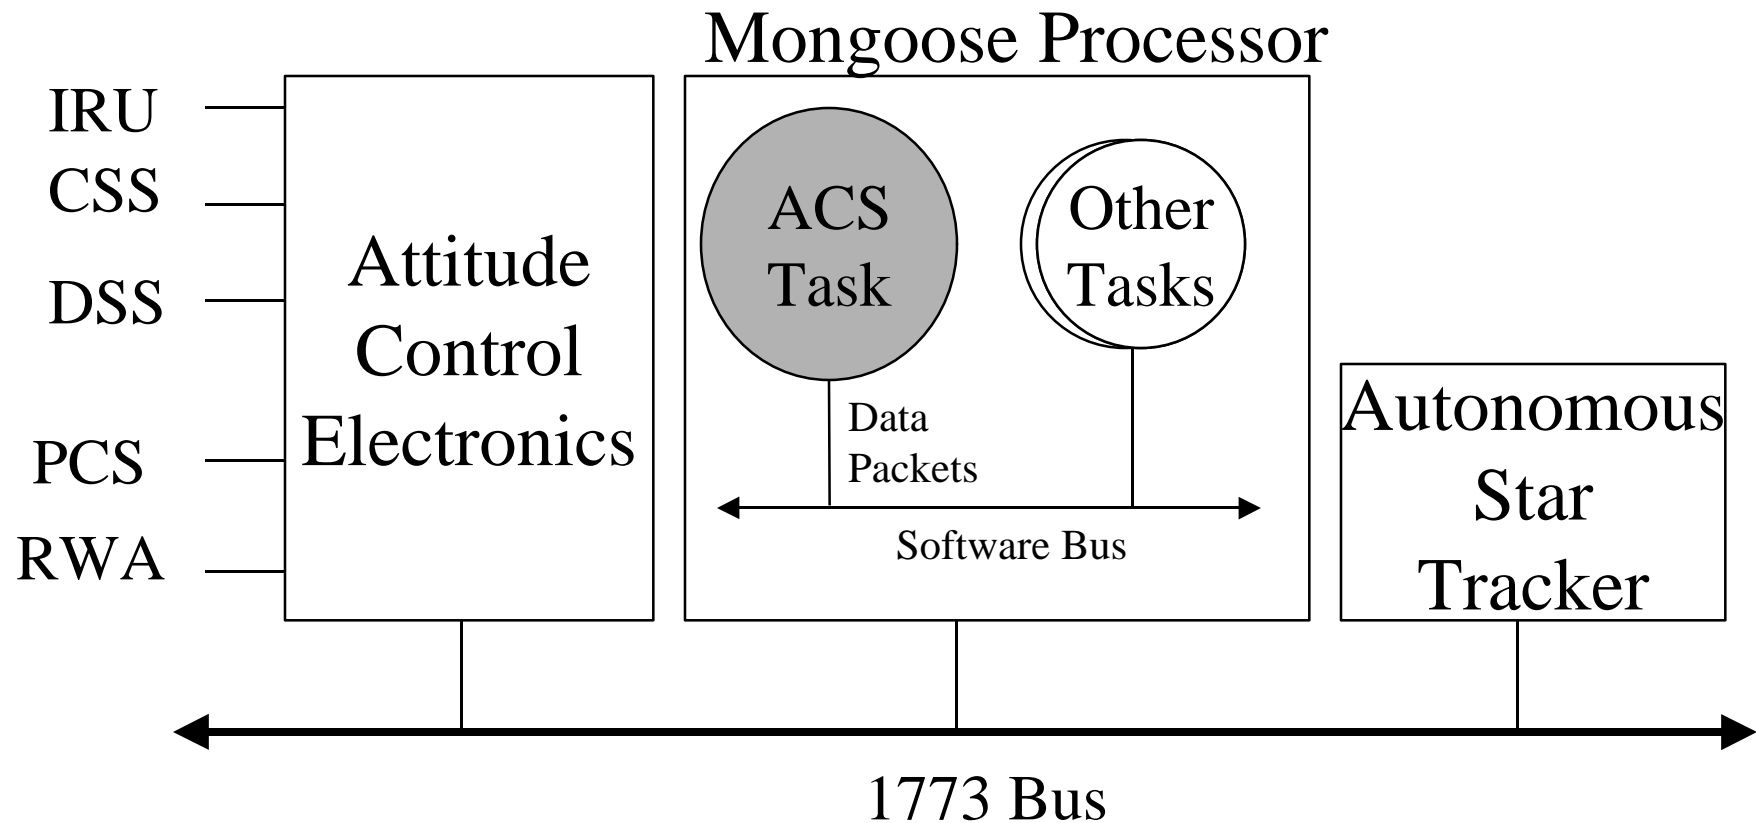 Mongoose Processor
IRU
CSS
DSS
PCS
RWA
Attitude
Control
Electronics
ACS
Task
Other
Tasks
Data
Packets
Software Bus
Autonomous
Star
Tracker
1773 Bus